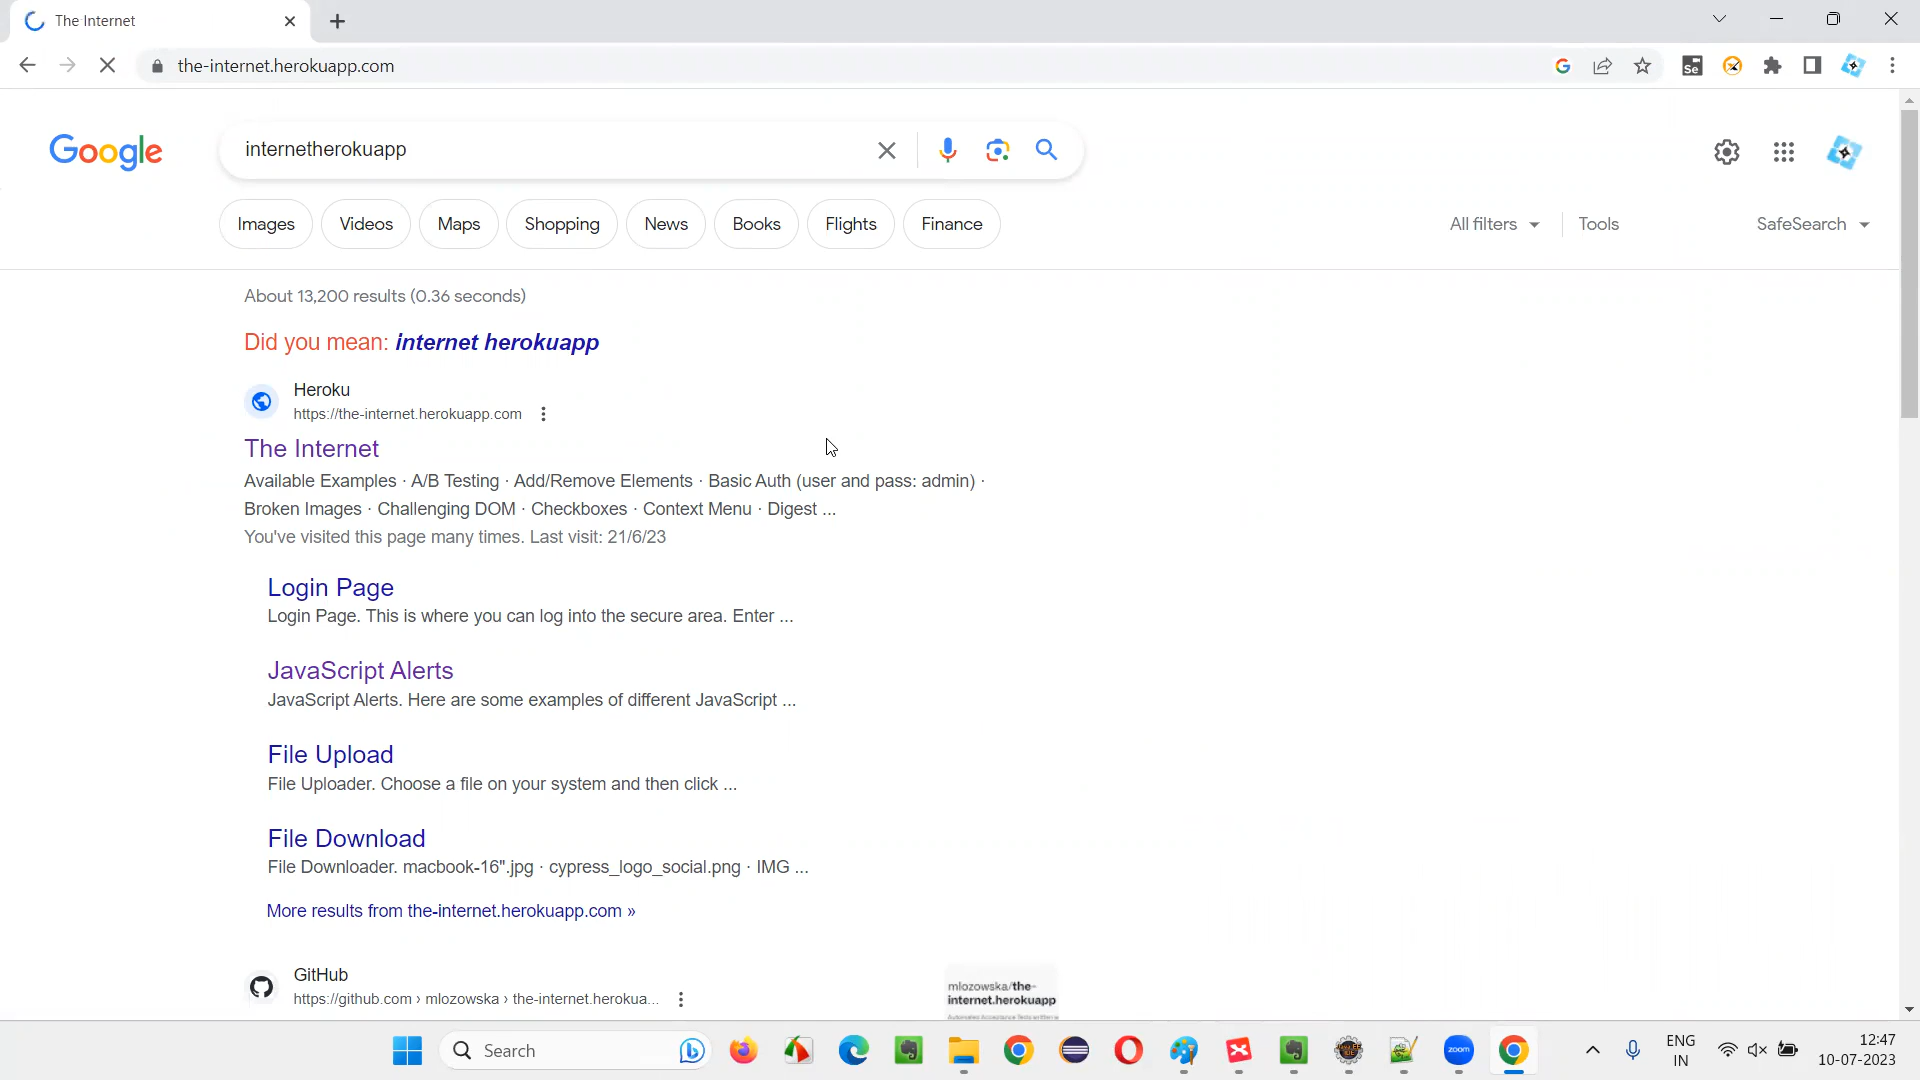 The Internet
the-internet.herokuapp.com
Se
Google
internetherokuapp
Images
Videos
Maps
Shopping
News
Books
Flights
Finance
All filters
Tools
SafeSearch
About 13,200 results (0.36 seconds)
Did you mean: internet herokuapp
Heroku
https://the-internet.herokuapp.com
The Internet
Available Examples · A/B Testing · Add/Remove Elements · Basic Auth (user and pass: admin) ·
Broken Images · Challenging DOM · Checkboxes · Context Menu · Digest ...
You've visited this page many times. Last visit: 21/6/23
Login Page
Login Page. This is where you can log into the secure area. Enter ...
JavaScript Alerts
JavaScript Alerts. Here are some examples of different JavaScript ...
File Upload
File Uploader. Choose a file on your system and then click ...
File Download
File Downloader. macbook-16".jpg · cypress_logo_social.png · IMG ...
More results from the-internet.herokuapp.com »
GitHub
https://github.com › mlozowska › the-internet.herokua...
mlozowska/the-
internet.herokuapp
Search
zoom
ENG
IN
12:47
10-07-2023